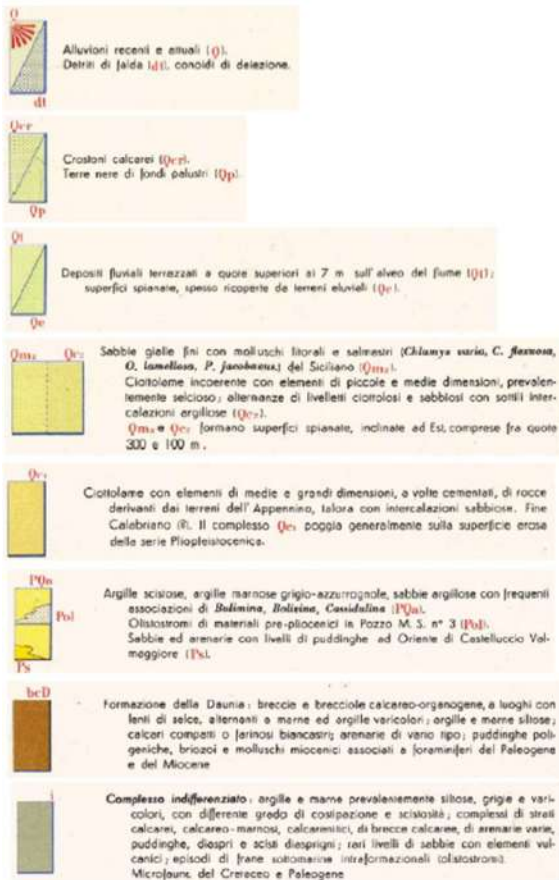 Q
Alluvioni recenti e attuali (Q).
Detriti di falda (dt), conoidi di deiezione.
dt
Qcr
Crostoni calcarei (Qcr).
Terre nere di fondi palustri (Qp)
Qp
Qt
Depositi fluviali terrazzati a quote superiori ai 7 m sull'alveo del fiume (Qt);
superfici spianate, spesso ricoperte da terreni eluviali (Qe).
Qe
Qm₂ Qc₂
Sabbie gialle fini con molluschi litorali e salmastri (Chlamys varia, C. flexuosa,
O. lamellosa, P. jacobaeus,) del Siciliano (Qm₂).
Ciottolame incoerente con elementi di piccole e medie dimensioni, prevalen-
temente selcioso; alternanze di livelletti ciottolosi e sabbiosi con sottili inter-
calazioni argillose (Qc₂).
Qm₂ e Qc₂ formano superfici spianate, inclinate ad Est, comprese fra quote
300 e 100 m.
Qc₁
Ciottolame con elementi di medie e grandi dimensioni, a volte cementati, di rocce
derivanti dai terreni dell'Appennino, talora con intercalazioni sabbiose. Fine
Calabriano (?). Il complesso Qc₁ poggia generalmente sulla superficie erosa
della serie Pliopleistocenica.
PQa
Argille scistose, argille marnose grigio-azzurrognole, sabbie argillose con frequenti
associazioni di Bulimina, Bolivina, Cassidulina (PQa).
Pol
Olistostromi di materiali pre-pliocenici in Pozzo M. S. n° 3 (Pol).
Sabbie ed arenarie con livelli di puddinghe ad Oriente di Castelluccio Val-
maggiore (Ps).
Ps
bcD
Formazione della Daunia: breccie e brecciole calcareo-organogene, a luoghi con
lenti di selce, alternanti a marne ed argille varicolori; argille e marne siltose;
calcari compatti o farinosi biancastri; arenarie di vario tipo; puddinghe poli-
geniche, briozoi e molluschi miocenici associati a foraminiferi del Paleogene
e del Miocene
Complesso indifferenziato: argille e marne prevalentemente siltose, grigie e vari-
colori, con differente grado di costipazione e scistosità; complessi di strati
calcarei, calcareo-marnosi, calcarenitici, di brecce calcaree, di arenarie varie,
puddinghe, diaspri e scisti diasprigni; rari livelli di sabbie con elementi vul-
canici; episodi di frane sottomarine intraformazionali (olistostromi)
Microfaune del Cretaceo e Paleogene